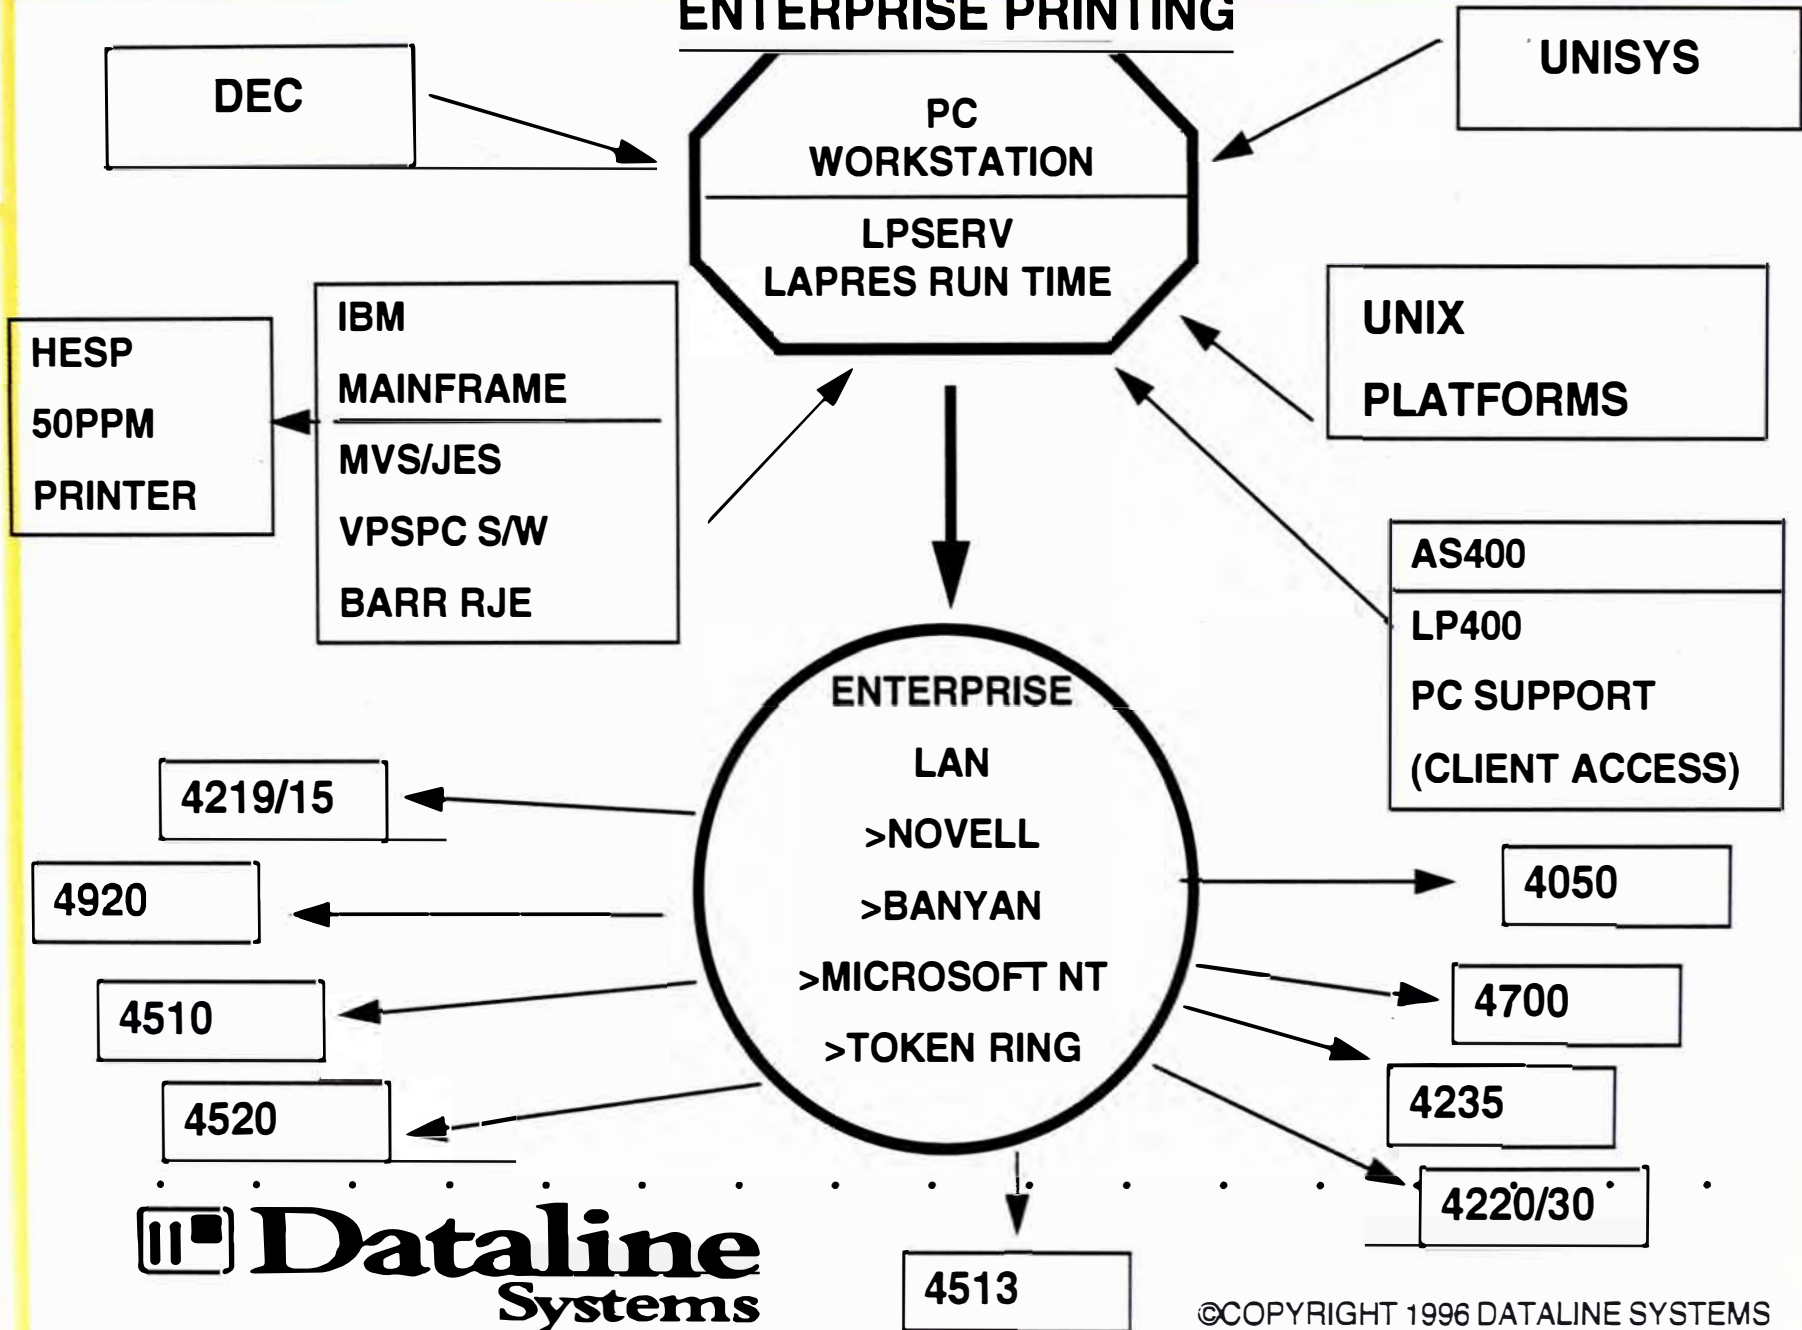 ENTERPRISE PRINTING
DEC
UNISYS
PC
WORKSTATION
LPSERV
LAPRES RUN TIME
HESP
50PPM
PRINTER
IBM
MAINFRAME
MVS/JES
VPSPC S/W
BARR RJE
UNIX
PLATFORMS
AS400
LP400
PC SUPPORT
(CLIENT ACCESS)
ENTERPRISE
LAN
>NOVELL
>BANYAN
>MICROSOFT NT
>TOKEN RING
4219/15
4920
4510
4520
4050
4700
4235
4220/30
4513
Dataline
Systems
©COPYRIGHT 1996 DATALINE SYSTEMS